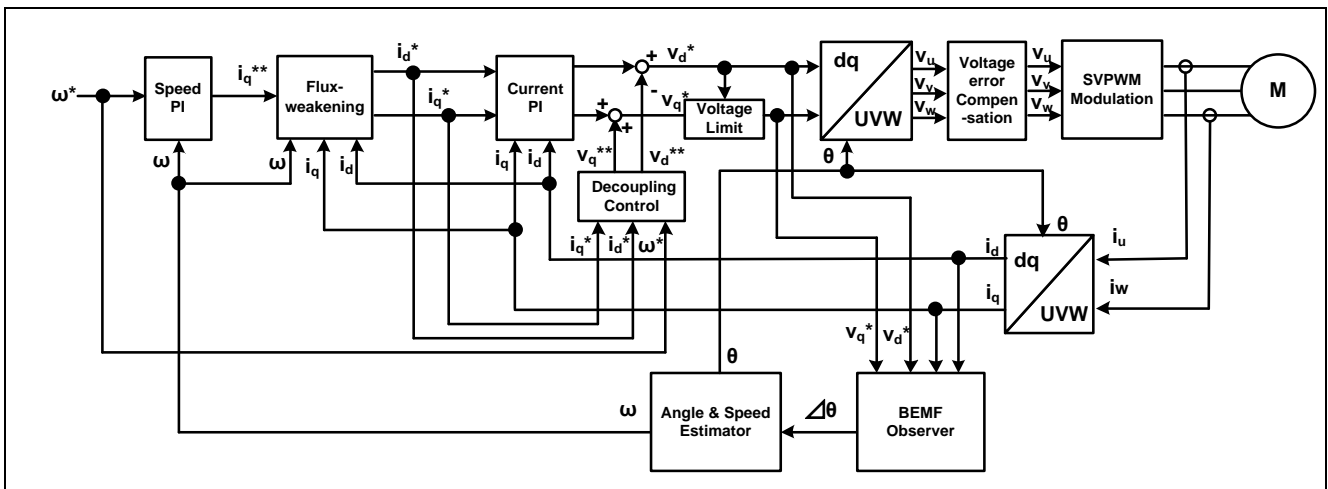 ω*
Speed
PI
ω
iq**
Flux-
weakening
ω
iq
id
id*
iq*
Current
PI
iq
id
+
-
vd*
+
+
vq*
vq**
vd**
Decoupling
Control
iq*
id*
ω*
Voltage
Limit
dq
UVW
θ
vu
vv
vw
Voltage
error
Compen
-sation
vu
vv
vw
SVPWM
Modulation
M
θ
dq
UVW
id
iq
iu
iw
vq*
vd*
θ
ω
Angle & Speed
Estimator
⊿θ
BEMF
Observer